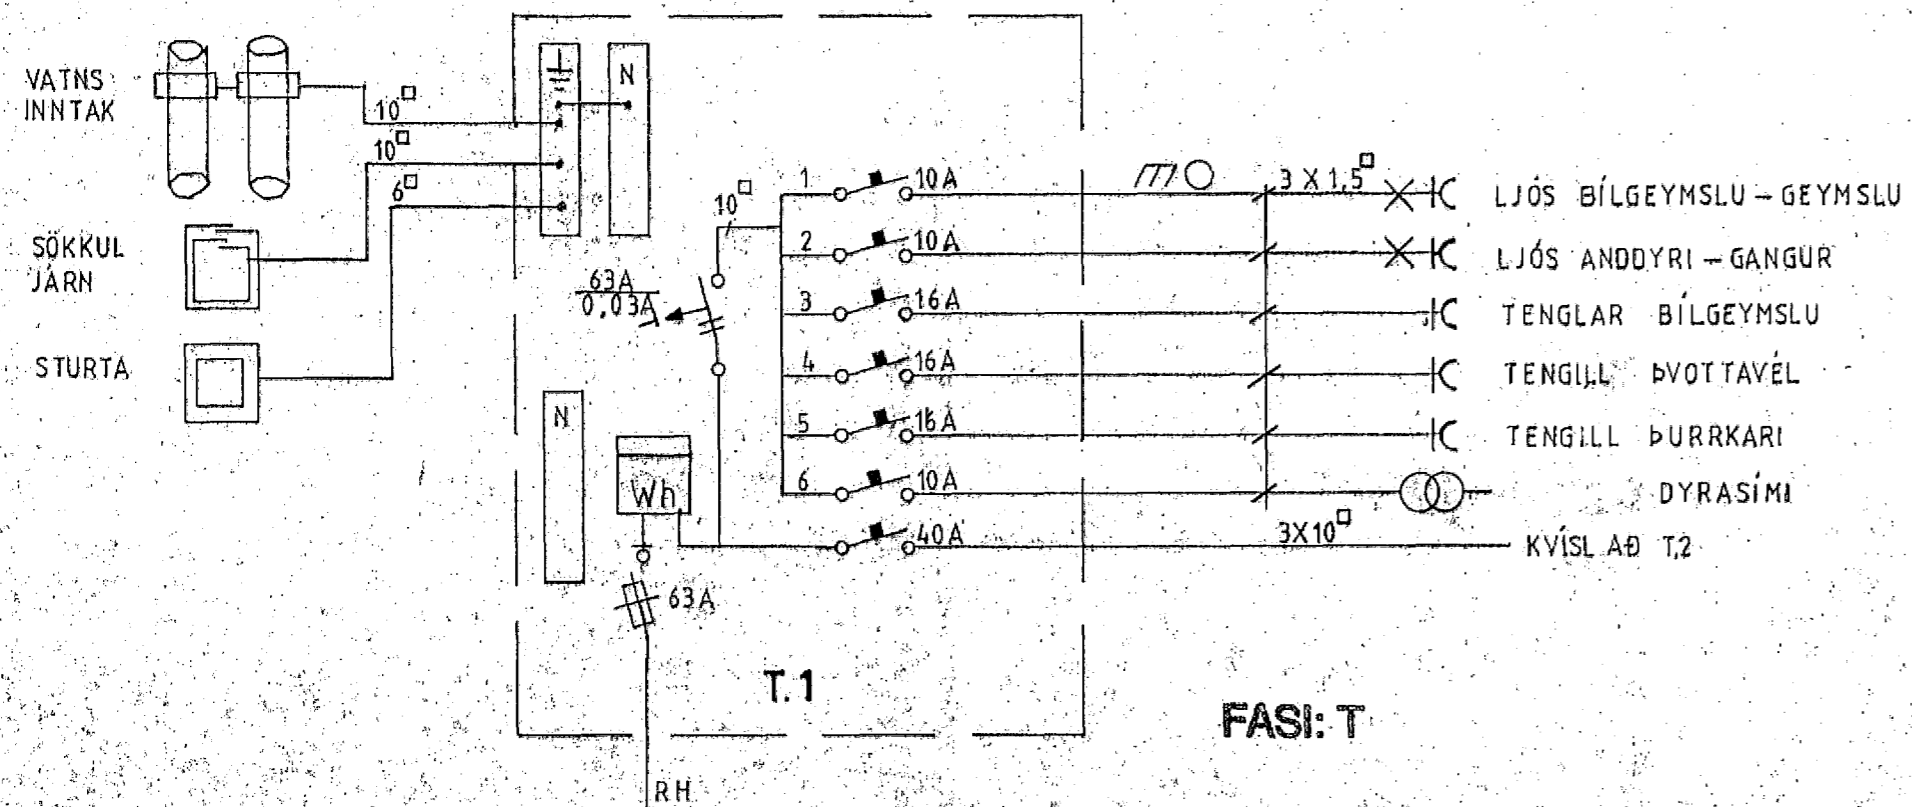 VATNS
INNTAK
10□
10□
6□
SÖKKUL
JÁRN
STURTA
N
63A
0,03A
10□
N
Wh
63A
RH
T.1
1 10A 3 X 1,5□ LJÓS BÍLGEYMSLU - GEYMSLU
2 10A LJÓS ANDDYRI - GANGUR
3 16A TENGLAR BÍLGEYMSLU
4 16A TENGILL ÞVOTTAVÉL
5 16A TENGILL ÞURRKARI
6 10A DYRASÍMI
40A 3X10□ KVÍSL AÐ T.2
FASI: T